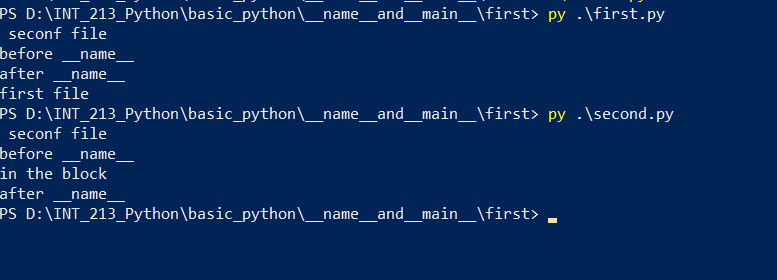 PS D:\INT_213_Python\basic_python\__name__and__main__\first> py .\first.py
 seconf file
before __name__
after __name__
first file
PS D:\INT_213_Python\basic_python\__name__and__main__\first> py .\second.py
 seconf file
before __name__
in the block
after __name__
PS D:\INT_213_Python\basic_python\__name__and__main__\first>